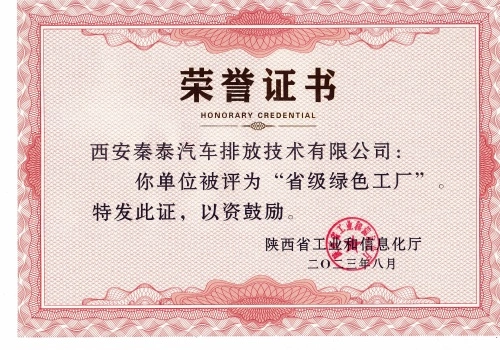 荣誉证书
HONORARY CREDENTIAL
西安秦泰汽车排放技术有限公司：
你单位被评为“省级绿色工厂”。
特发此证，以资鼓励。
陕西省工业和信息化厅
二〇二三年八月